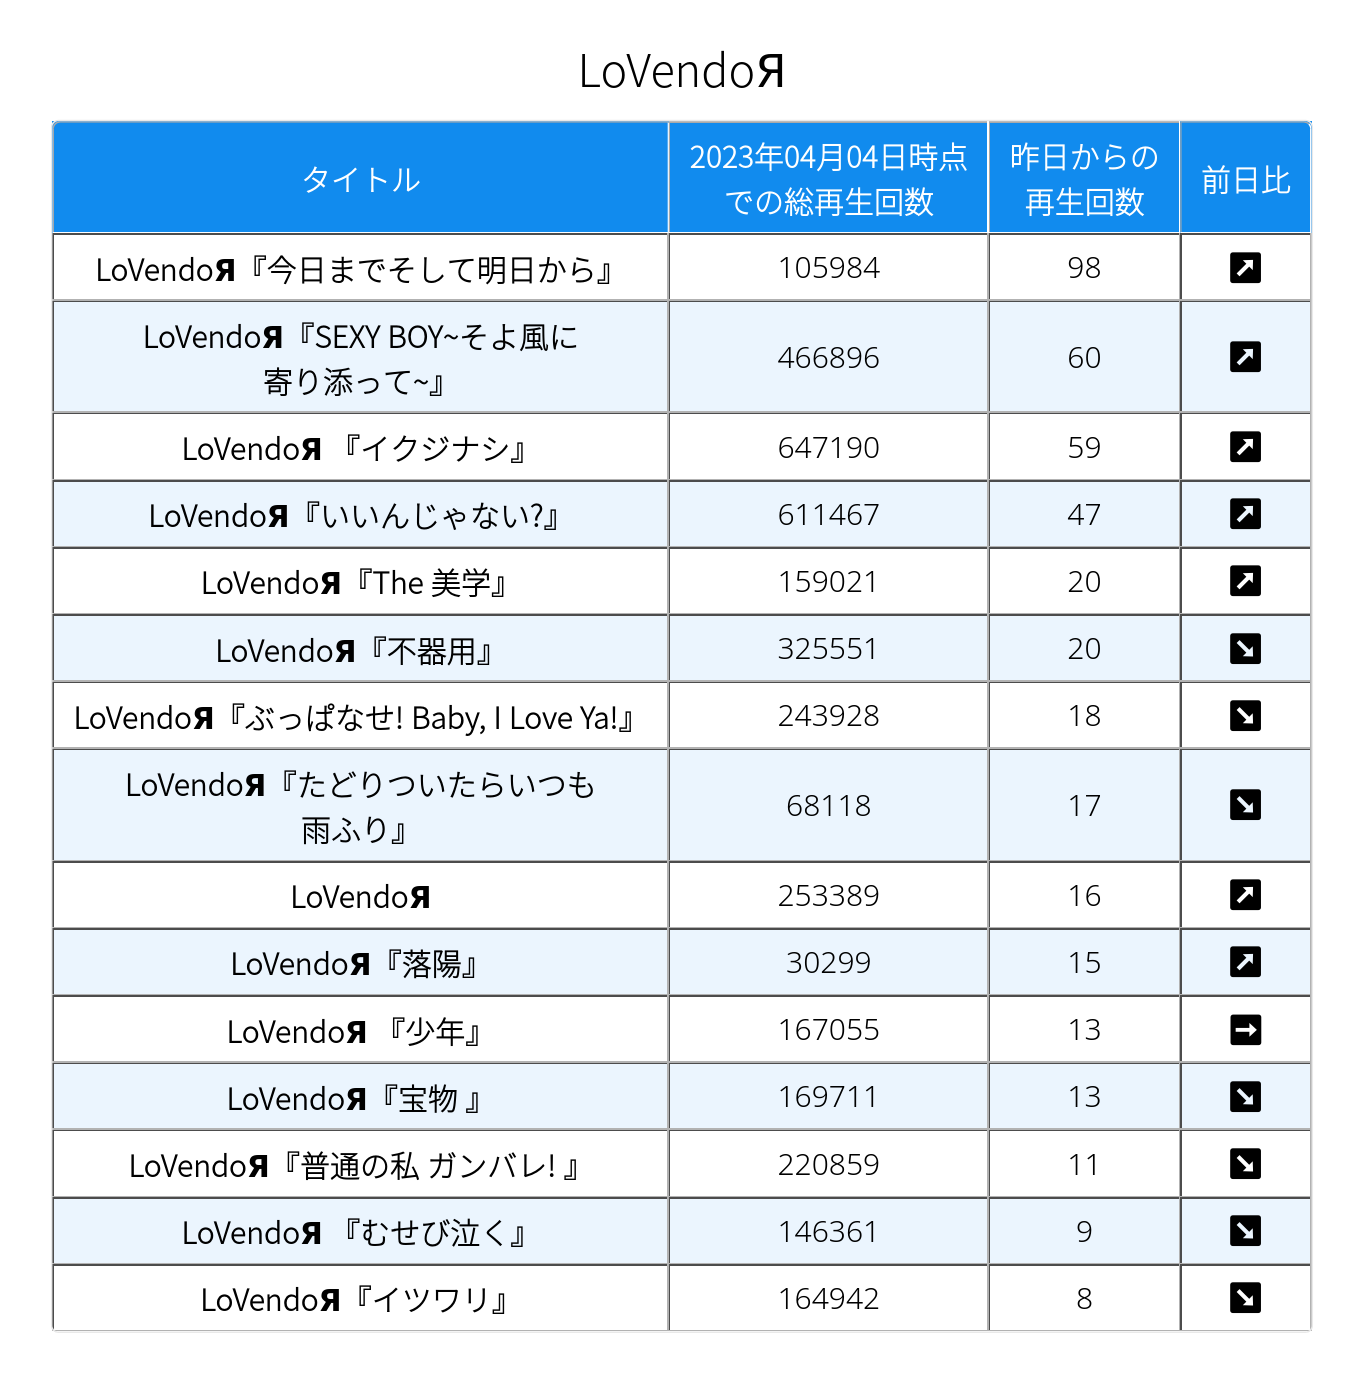 LoVendoЯ
タイトル
2023年04月04日時点
での総再生回数
昨日からの
再生回数
前日比
LoVendoЯ『今日までそして明日から』 105984 98 ↗
LoVendoЯ『SEXY BOY~そよ風に
寄り添って~』 466896 60 ↗
LoVendoЯ 『イクジナシ』 647190 59 ↗
LoVendoЯ『いいんじゃない?』 611467 47 ↗
LoVendoЯ『The 美学』 159021 20 ↗
LoVendoЯ『不器用』 325551 20 ↘
LoVendoЯ『ぶっぱなせ! Baby, I Love Ya!』 243928 18 ↘
LoVendoЯ『たどりついたらいつも
雨ふり』 68118 17 ↘
LoVendoЯ 253389 16 ↗
LoVendoЯ『落陽』 30299 15 ↗
LoVendoЯ 『少年』 167055 13 →
LoVendoЯ『宝物 』 169711 13 ↘
LoVendoЯ『普通の私 ガンバレ! 』 220859 11 ↘
LoVendoЯ 『むせび泣く』 146361 9 ↘
LoVendoЯ『イツワリ』 164942 8 ↘